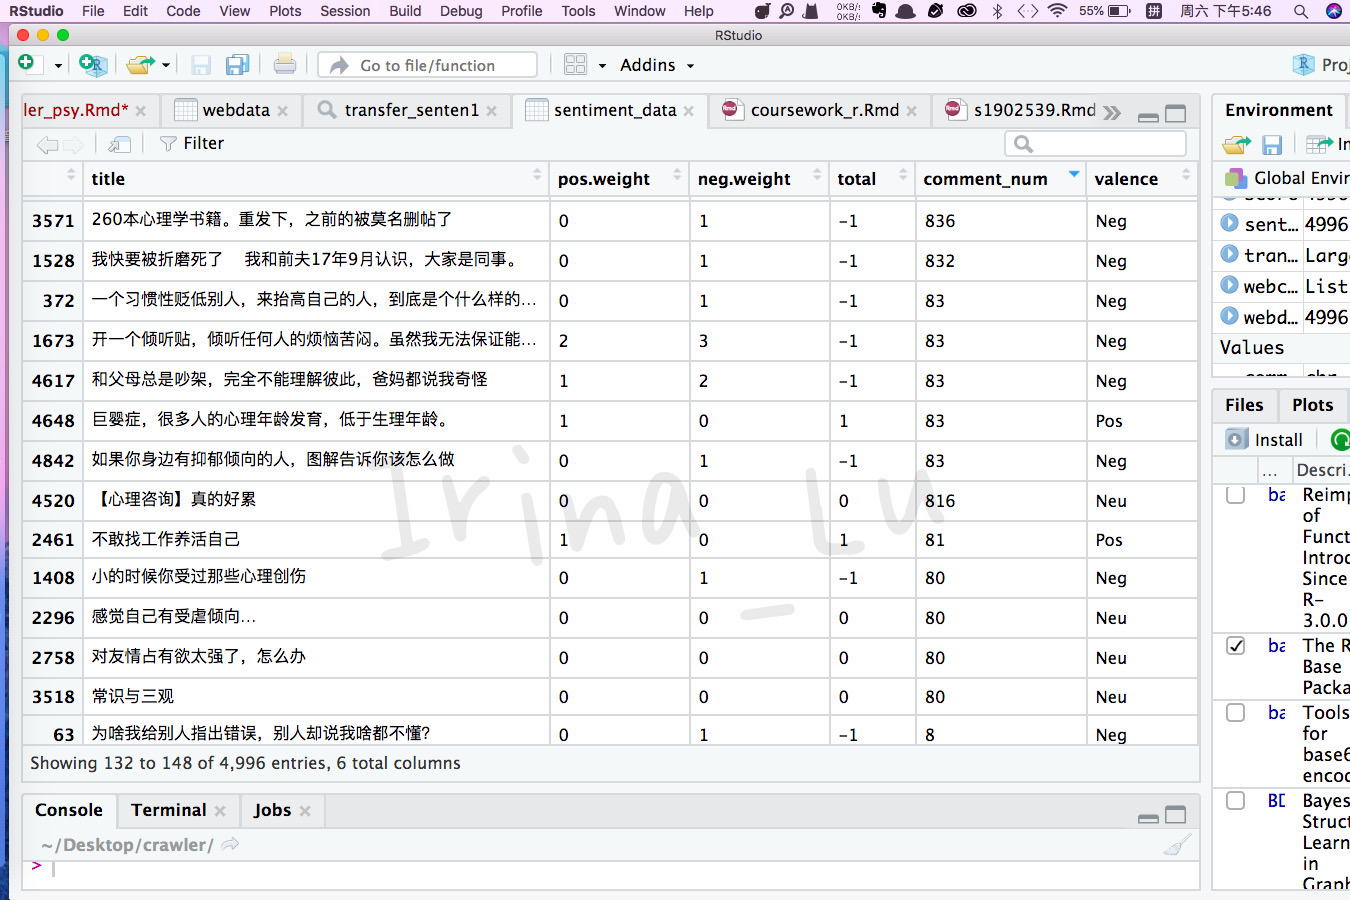 RStudio File Edit Code View Plots Session Build Debug Profile Tools Window Help 0KB/s 0KB/s 55% 拼 周六 下午5:46
RStudio
Go to file/function Addins Proj
ler_psy.Rmd* webdata transfer_senten1 sentiment_data coursework_r.Rmd s1902539.Rmd
Filter
title pos.weight neg.weight total comment_num valence
3571 260本心理学书籍。重发下，之前的被莫名删帖了 0 1 -1 836 Neg
1528 我快要被折磨死了 我和前夫17年9月认识，大家是同事。 0 1 -1 832 Neg
372 一个习惯性贬低别人，来抬高自己的人，到底是个什么样的… 0 1 -1 83 Neg
1673 开一个倾听贴，倾听任何人的烦恼苦闷。虽然我无法保证能… 2 3 -1 83 Neg
4617 和父母总是吵架，完全不能理解彼此，爸妈都说我奇怪 1 2 -1 83 Neg
4648 巨婴症，很多人的心理年龄发育，低于生理年龄。 1 0 1 83 Pos
4842 如果你身边有抑郁倾向的人，图解告诉你该怎么做 0 1 -1 83 Neg
4520 【心理咨询】真的好累 0 0 0 816 Neu
2461 不敢找工作养活自己 1 0 1 81 Pos
1408 小的时候你受过那些心理创伤 0 1 -1 80 Neg
2296 感觉自己有受虐倾向… 0 0 0 80 Neu
2758 对友情占有欲太强了，怎么办 0 0 0 80 Neu
3518 常识与三观 0 0 0 80 Neu
63 为啥我给别人指出错误，别人却说我啥都不懂？ 0 1 -1 8 Neg
Showing 132 to 148 of 4,996 entries, 6 total columns
Irina_Lu
Console Terminal Jobs
~/Desktop/crawler/
>
Environment
Global Envir
sent… 4996
tran… Larg
webc… List
webd… 4996
Values
Files Plots
Install
… Descri
ba Reimp
of
Funct
Introd
Since
R-
3.0.0
ba The R
Base
Packa
ba Tools
for
base6
encod
BD Bayes
Struct
Learn
in
Graph